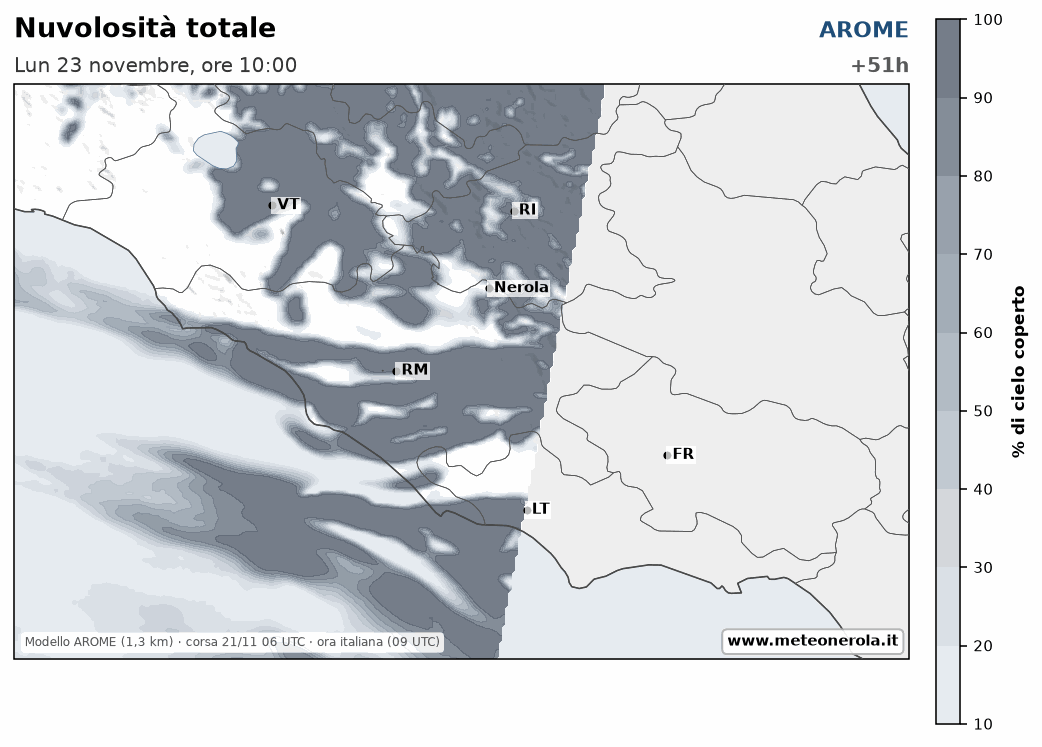 Nuvolosità totale
AROME
Lun 23 novembre, ore 10:00
+51h
100
90
80
70
60
50
40
30
20
10
% di cielo coperto
VT
RI
Nerola
RM
FR
LT
Modello AROME (1,3 km) · corsa 21/11 06 UTC · ora italiana (09 UTC)
www.meteonerola.it